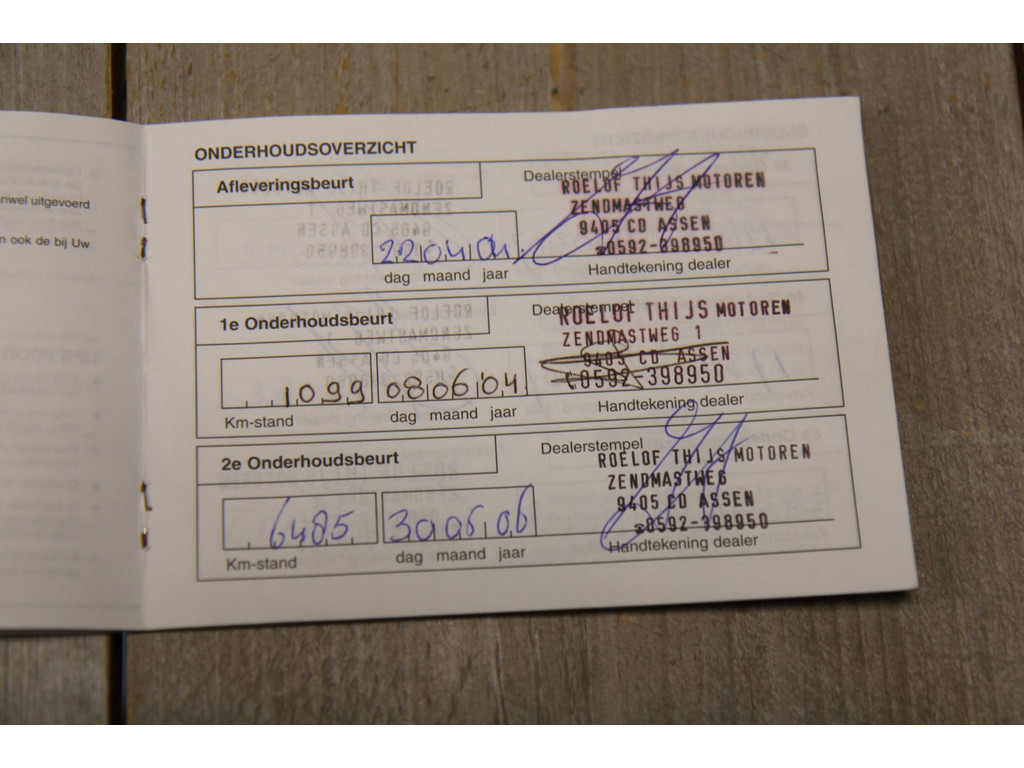 anwel uitgevoerd
n ook de bij Uw
ONDERHOUDSOVERZICHT
Afleveringsbeurt
Dealerstempel
ROELOF THIJS MOTOREN
ZENDMASTWEG
9405 CD ASSEN
☎0592-398950
22 04 04
dag maand jaar
Handtekening dealer
1e Onderhoudsbeurt
Dealerstempel
ROELOF THIJS MOTOREN
ZENDMASTWEG 1
9405 CD ASSEN
0592-398950
1099 08 06 04
Km-stand
dag maand jaar
Handtekening dealer
2e Onderhoudsbeurt
Dealerstempel
ROELOF THIJS MOTOREN
ZENDMASTWEG
9405 CD ASSEN
☎0592-398950
6485
06
Km-stand
dag maand jaar
Handtekening dealer